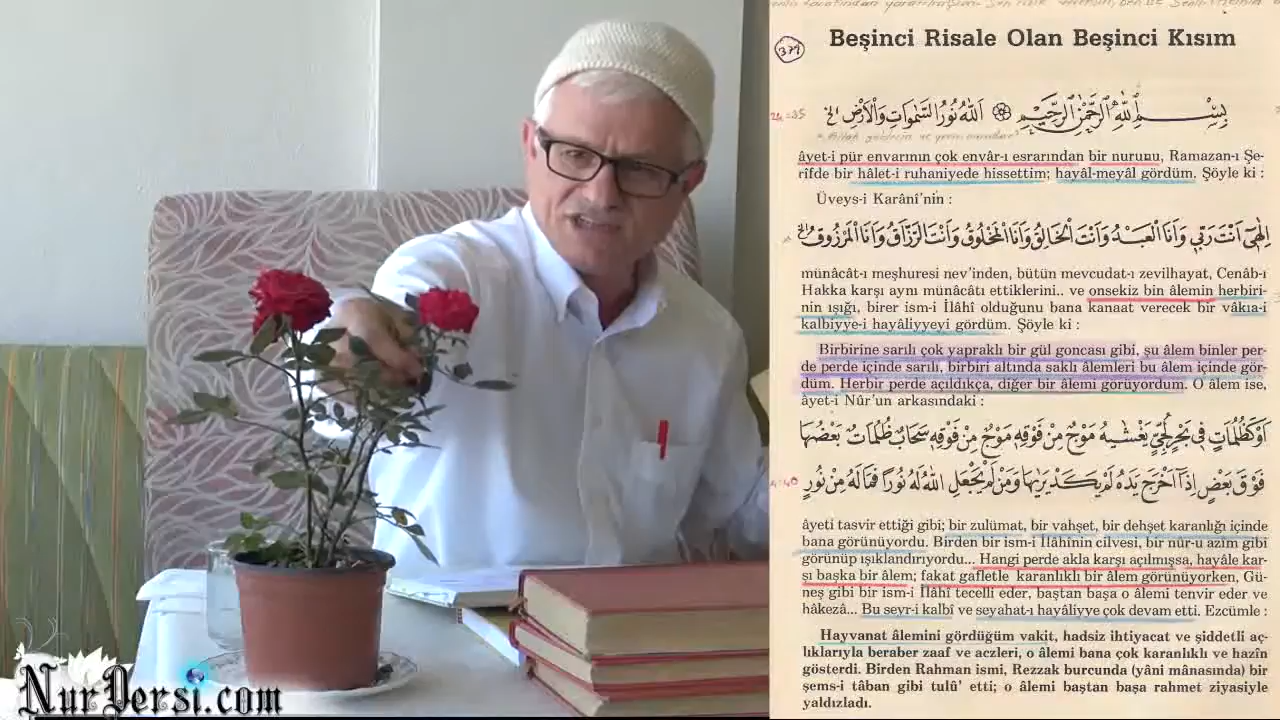 Beşinci Risale Olan Beşinci Kısım
379
بِسْــــمِ اللّٰهِ الرَّحْمٰنِ الرَّحِيمِ ۞ اَللّٰهُ نُورُ السَّمٰوَاتِ وَالْاَرْضِ الخ
24=35
âyet-i pür envarının çok envâr-ı esrarından bir nurunu, Ramazan-ı Şe-
rîfde bir hâlet-i ruhaniyede hissettim; hayâl-meyâl gördüm. Şöyle ki :
Üveys-i Karânî'nin :
اِلٰهِى اَنْتَ رَبِّى وَاَنَا الْعَبْدُ وَاَنْتَ الْخَالِقُ وَاَنَا الْمَخْلُوقُ وَاَنْتَ الرَّزَّاقُ وَاَنَا الْمَرْزُوقُ الخ
münâcât-ı meşhuresi nev'inden, bütün mevcudat-ı zevilhayat, Cenâb-ı
Hakka karşı aynı münâcâtı ettiklerini.. ve onsekiz bin âlemin herbiri-
nin ışığı, birer ism-i İlâhî olduğunu bana kanaat verecek bir vâkıa-i
kalbiyye-i hayâliyyeyi gördüm. Şöyle ki :
Birbirine sarılı çok yapraklı bir gül goncası gibi, şu âlem binler per-
de perde içinde sarılı, birbiri altında saklı âlemleri bu âlem içinde gör-
düm. Herbir perde açıldıkça, diğer bir âlemi görüyordum. O âlem ise,
âyet-i Nûr'un arkasındaki :
اَوْ كَظُلُمَاتٍ فِى بَحْرٍ لُجِّىٍّ يَغْشٰيهُ مَوْجٌ مِنْ فَوْقِهِ مَوْجٌ مِنْ فَوْقِهِ سَحَابٌ ظُلُمَاتٌ بَعْضُهَا
فَوْقَ بَعْضٍ اِذَا اَخْرَجَ يَدَهُ لَمْ يَكَدْ يَرٰيهَا وَمَنْ لَمْ يَجْعَلِ اللّٰهُ لَهُ نُورًا فَمَا لَهُ مِنْ نُورٍ
4:40
âyeti tasvir ettiği gibi; bir zulümat, bir vahşet, bir dehşet karanlığı içinde
bana görünüyordu. Birden bir ism-i İlâhînin cilvesi, bir nûr-u azîm gibi
görünüp ışıklandırıyordu... Hangi perde akla karşı açılmışsa, hayâle kar-
şı başka bir âlem; fakat gafletle karanlıklı bir âlem görünüyorken, Gü-
neş gibi bir ism-i İlâhî tecelli eder, baştan başa o âlemi tenvir eder ve
hâkezâ... Bu seyr-i kalbî ve seyahat-ı hayâliyye çok devam etti. Ezcümle :
Hayvanat âlemini gördüğüm vakit, hadsiz ihtiyacat ve şiddetli aç-
lıklarıyla beraber zaaf ve aczleri, o âlemi bana çok karanlıklı ve hazîn
gösterdi. Birden Rahman ismi, Rezzak burcunda (yâni mânasında) bir
şems-i tâban gibi tulû' etti; o âlemi baştan başa rahmet ziyasiyle
yaldızladı.
NurDersi.com